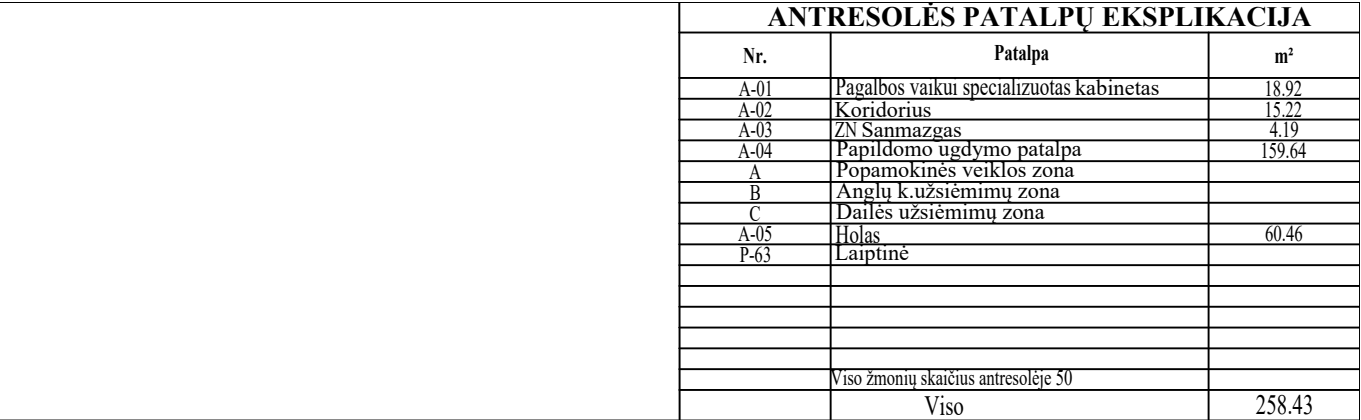 ANTRESOLĖS PATALPŲ EKSPLIKACIJA
Nr. Patalpa m²
A-01 Pagalbos vaikui specializuotas kabinetas 18.92
A-02 Koridorius 15.22
A-03 ZN Sanmazgas 4.19
A-04 Papildomo ugdymo patalpa 159.64
A Popamokinės veiklos zona
B Anglų k.užsiėmimų zona
C Dailės užsiėmimų zona
A-05 Holas 60.46
P-63 Laiptinė
Viso žmonių skaičius antresolėje 50
Viso 258.43